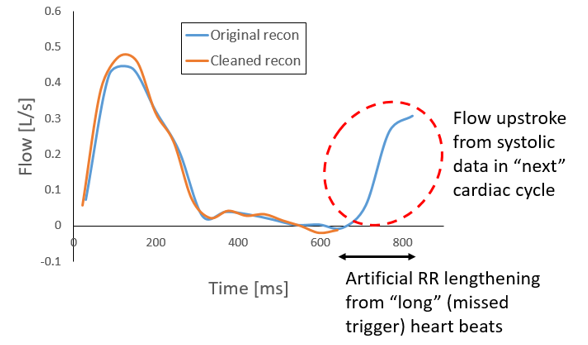 0.6
0.5
0.4
0.3
0.2
0.1
0
-0.1
Flow [L/s]
Original recon
Cleaned recon
0
200
400
600
800
Time [ms]
Flow upstroke
from systolic
data in “next”
cardiac cycle
Artificial RR lengthening
from “long” (missed
trigger) heart beats